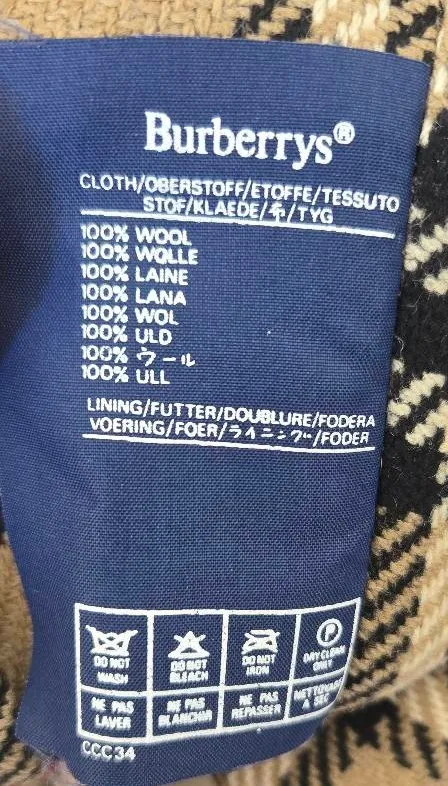 Burberrys®
CLOTH/OBERSTOFF/ETOFFE/TESSUTO
STOF/KLAEDE/布/TYG
100% WOOL
100% WOLLE
100% LAINE
100% LANA
100% WOL
100% ULD
100% ウール
100% ULL
LINING/FUTTER/DOUBLURE/FODERA
VOERING/FOER/ライニング/FODER
P
DO NOT WASH
DO NOT BLEACH
DO NOT IRON
DRY CLEAN ONLY
NE PAS LAVER
NE PAS BLANCHIR
NE PAS REPASSER
NETTOYAGE A SEC
CCC34